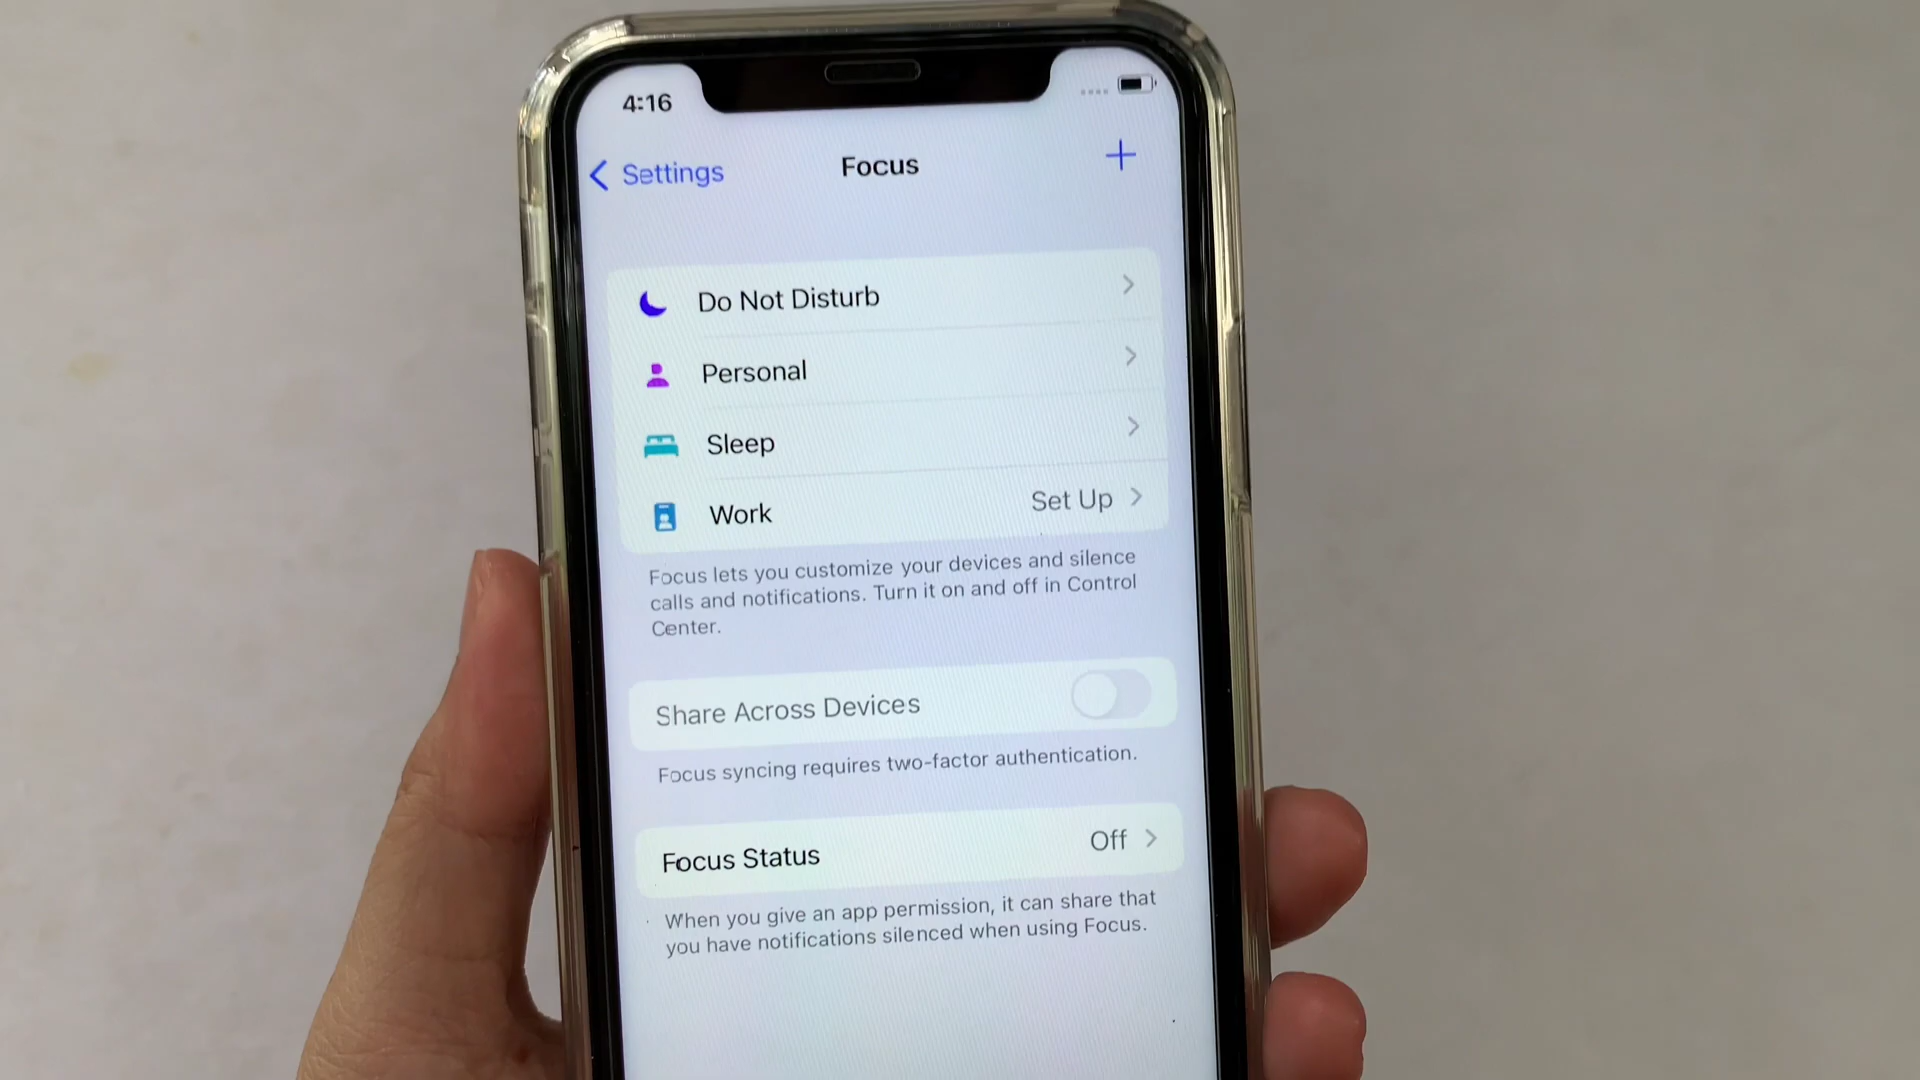 4:16
Settings
Focus
Do Not Disturb
Personal
Sleep
Work Set Up
Focus lets you customize your devices and silence
calls and notifications. Turn it on and off in Control
Center.
Share Across Devices
Focus syncing requires two-factor authentication.
Focus Status Off
When you give an app permission, it can share that
you have notifications silenced when using Focus.